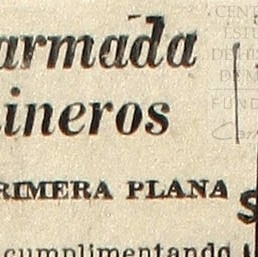 armada
ineros
RIMERA PLANA
cumplimentando